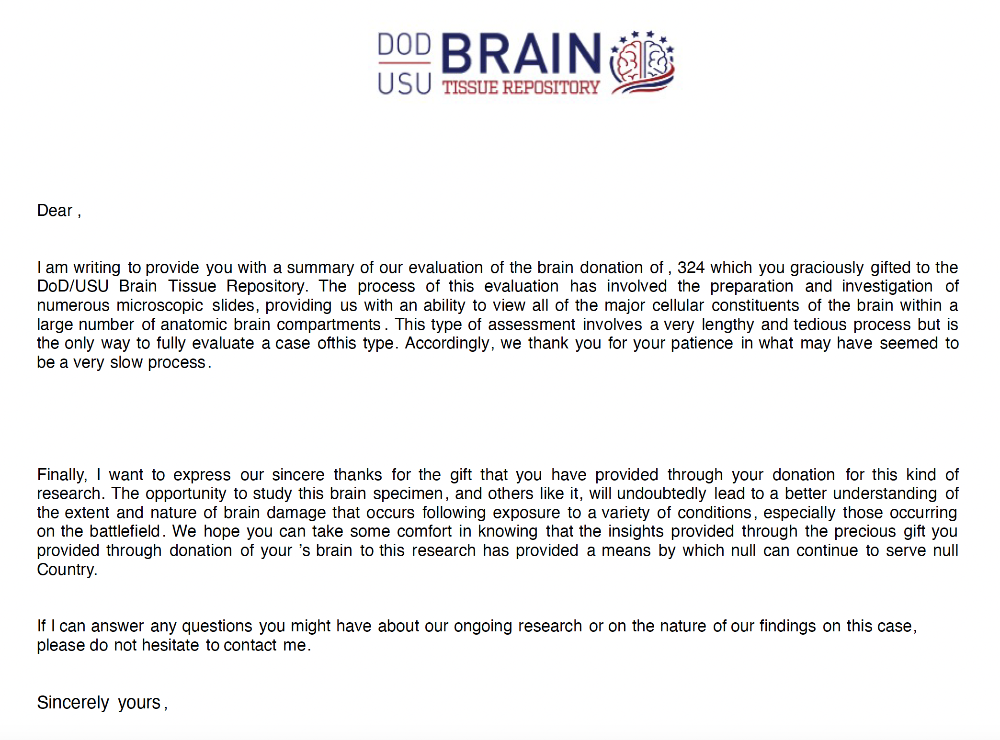 DOD
USU
BRAIN
TISSUE REPOSITORY
Dear ,
I am writing to provide you with a summary of our evaluation of the brain donation of , 324 which you graciously gifted to the
DoD/USU Brain Tissue Repository. The process of this evaluation has involved the preparation and investigation of
numerous microscopic slides, providing us with an ability to view all of the major cellular constituents of the brain within a
large number of anatomic brain compartments . This type of assessment involves a very lengthy and tedious process but is
the only way to fully evaluate a case ofthis type. Accordingly, we thank you for your patience in what may have seemed to
be a very slow process .
Finally, I want to express our sincere thanks for the gift that you have provided through your donation for this kind of
research. The opportunity to study this brain specimen , and others like it, will undoubtedly lead to a better understanding of
the extent and nature of brain damage that occurs following exposure to a variety of conditions , especially those occurring
on the battlefield . We hope you can take some comfort in knowing that the insights provided through the precious gift you
provided through donation of your ’s brain to this research has provided a means by which null can continue to serve null
Country.
If I can answer any questions you might have about our ongoing research or on the nature of our findings on this case ,
please do not hesitate to contact me .
Sincerely yours ,